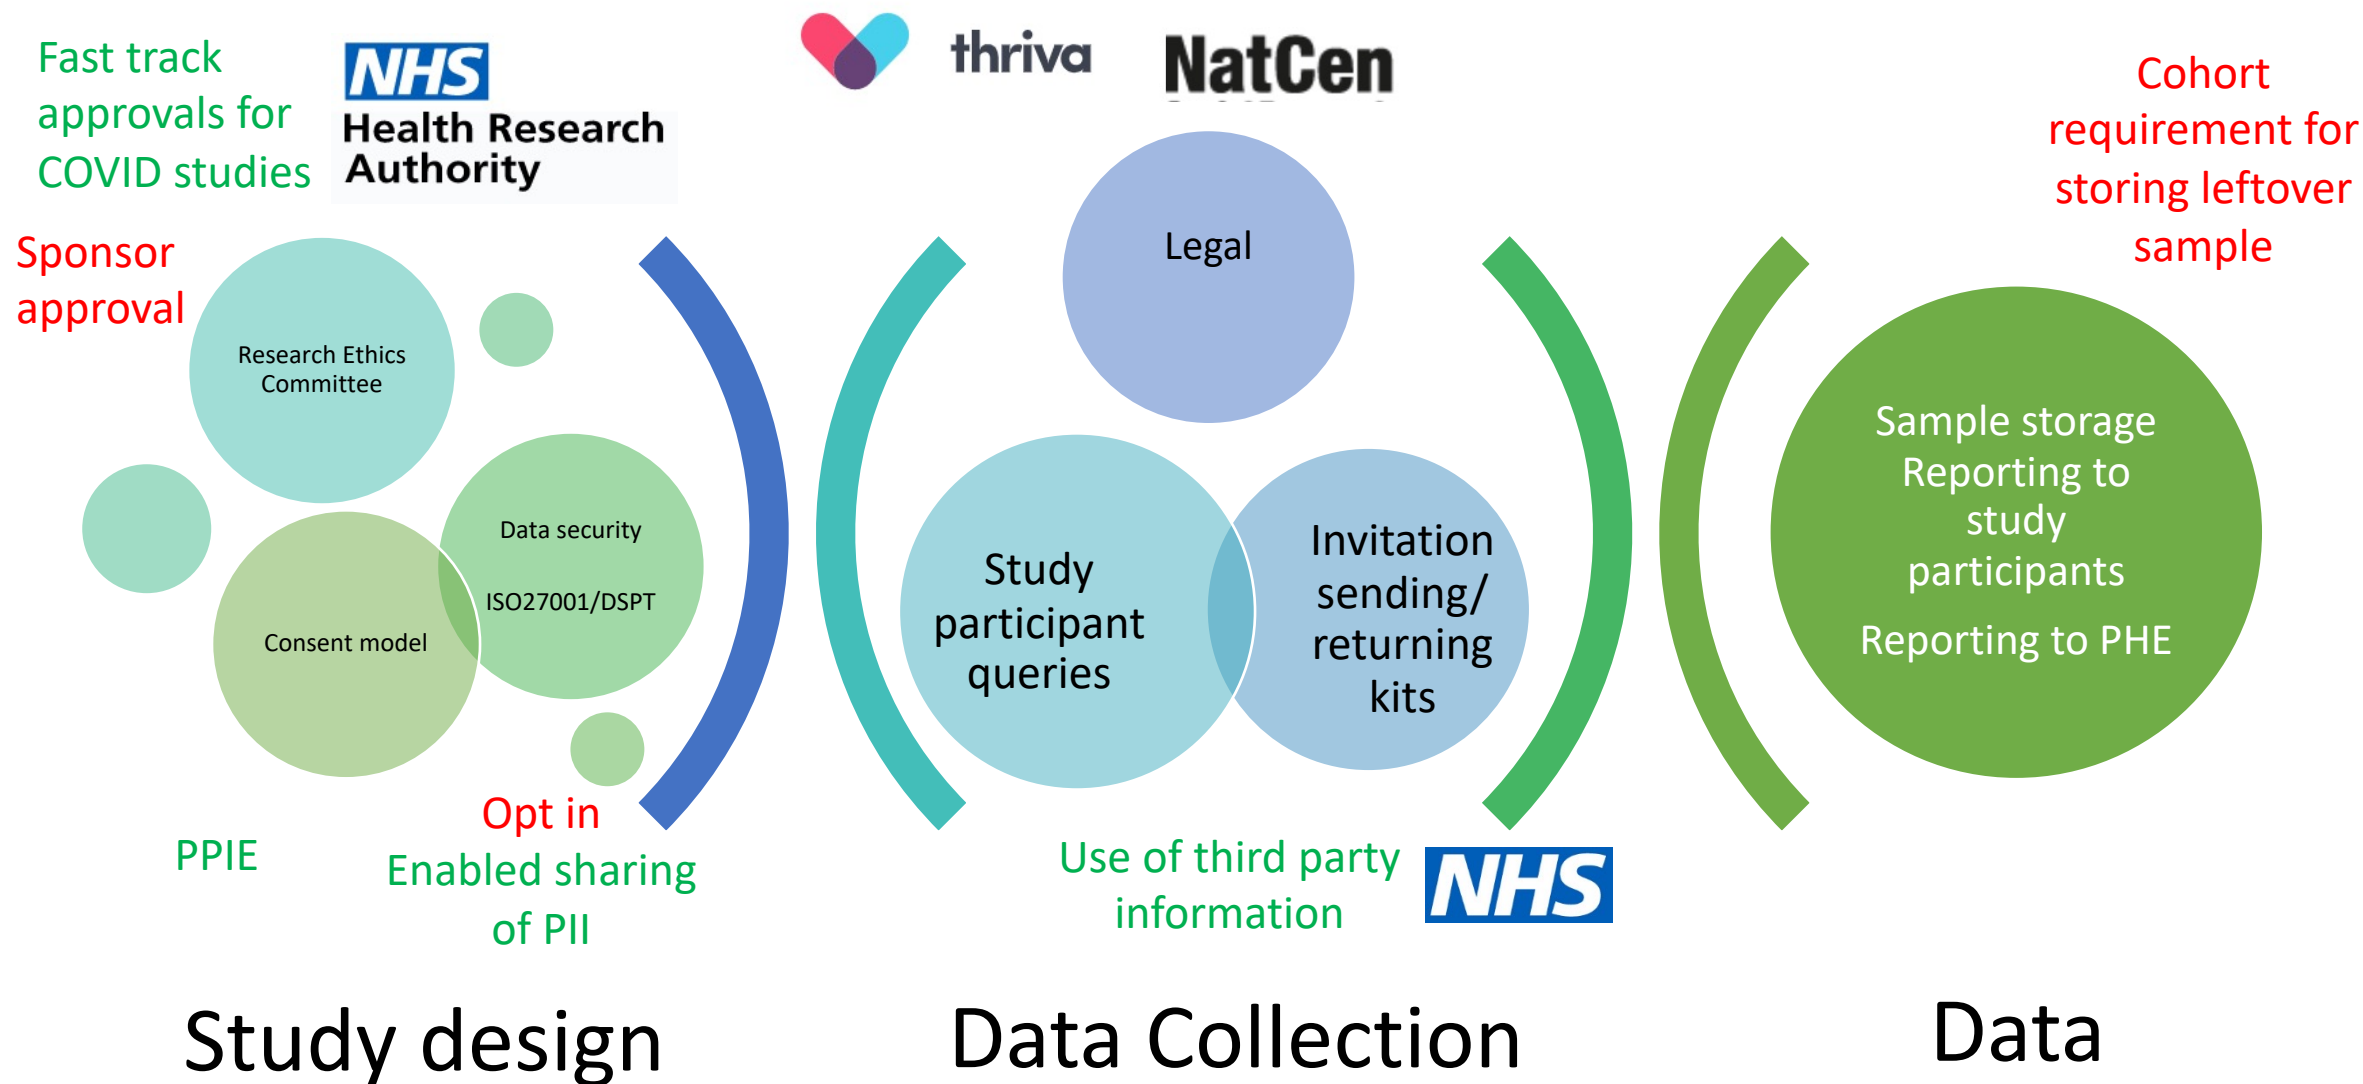 Fast track
approvals for
COVID studies
NHS
Health Research
Authority
Sponsor
approval
Research Ethics
Committee
Data security
ISO27001/DSPT
Consent model
Opt in
PPIE
Enabled sharing
of PII
Study design
thriva
NatCen
Legal
Study
participant
queries
Invitation
sending/
returning
kits
Use of third party
information
NHS
Data Collection
Cohort
requirement for
storing leftover
sample
Sample storage
Reporting to
study
participants
Reporting to PHE
Data